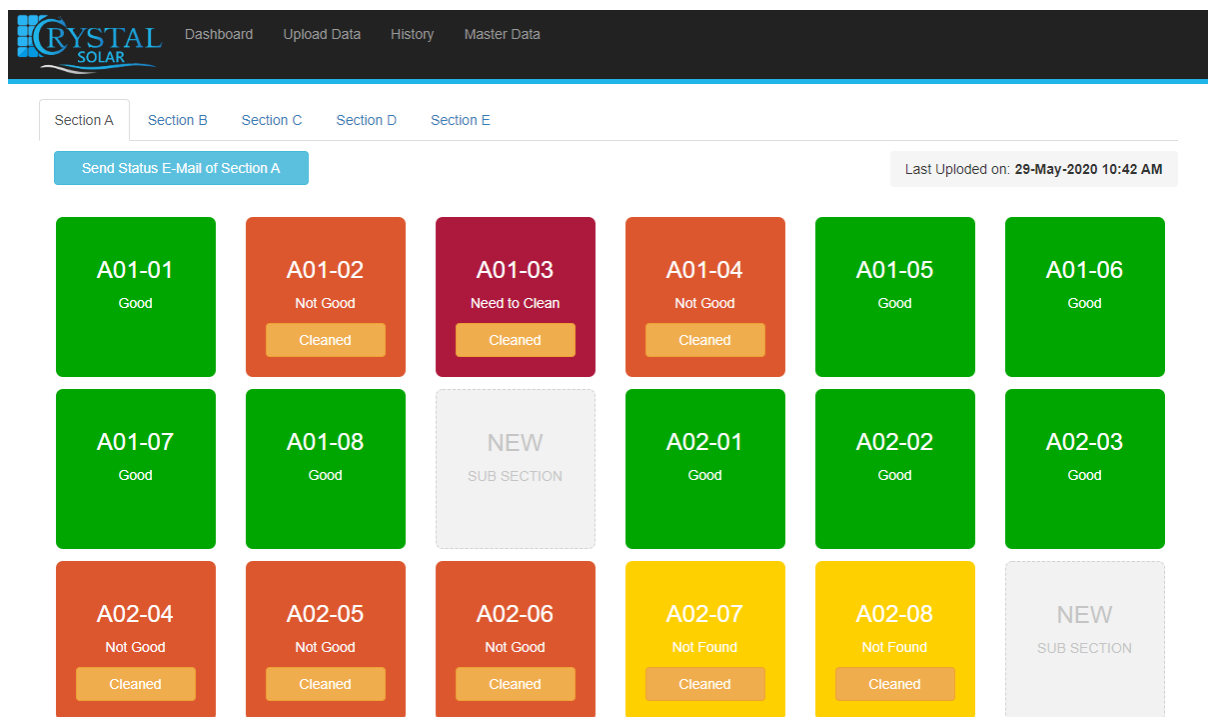 CRYSTAL
SOLAR
Dashboard Upload Data History Master Data
Section A Section B Section C Section D Section E
Send Status E-Mail of Section A
Last Uploded on: 29-May-2020 10:42 AM
A01-01 A01-02 A01-03 A01-04 A01-05 A01-06
Good Not Good Need to Clean Not Good Good Good
Cleaned Cleaned Cleaned
A01-07 A01-08 NEW A02-01 A02-02 A02-03
Good Good SUB SECTION Good Good Good
A02-04 A02-05 A02-06 A02-07 A02-08 NEW
Not Good Not Good Not Good Not Found Not Found SUB SECTION
Cleaned Cleaned Cleaned Cleaned Cleaned